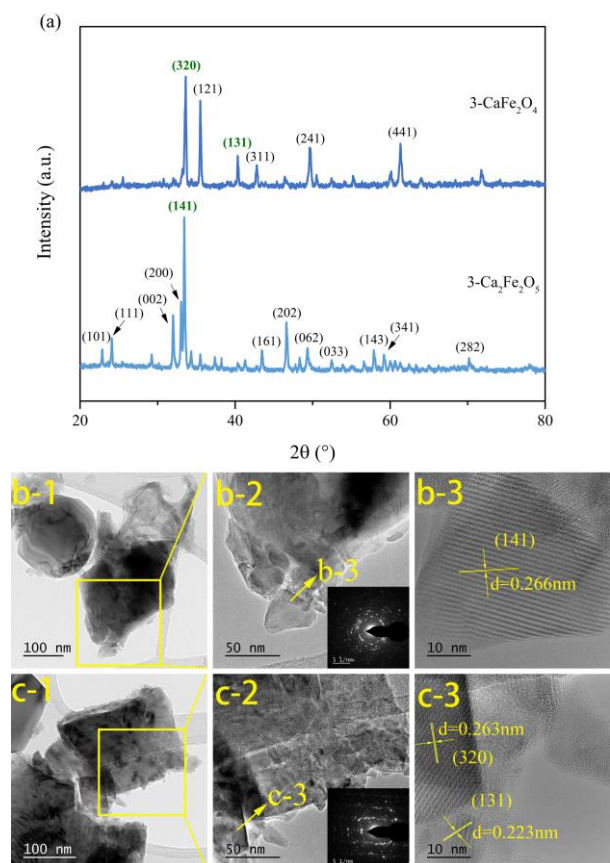 (a)
(320)
(121)
3-CaFe₂O₄
(131)
(311)
(241)
(441)
(141)
3-Ca₂Fe₂O₅
(200)
(002)
(111)
(101)
(202)
(161)
(062)
(033)
(143)
(341)
(282)
Intensity (a.u.)
20 40 60 80
2θ (°)
b-1
100 nm
b-2
b-3
50 nm
5 1/nm
b-3
(141)
d=0.266nm
10 nm
c-1
100 nm
c-2
c-3
50 nm
c-3
d=0.263nm
(320)
(131)
d=0.223nm
10 nm